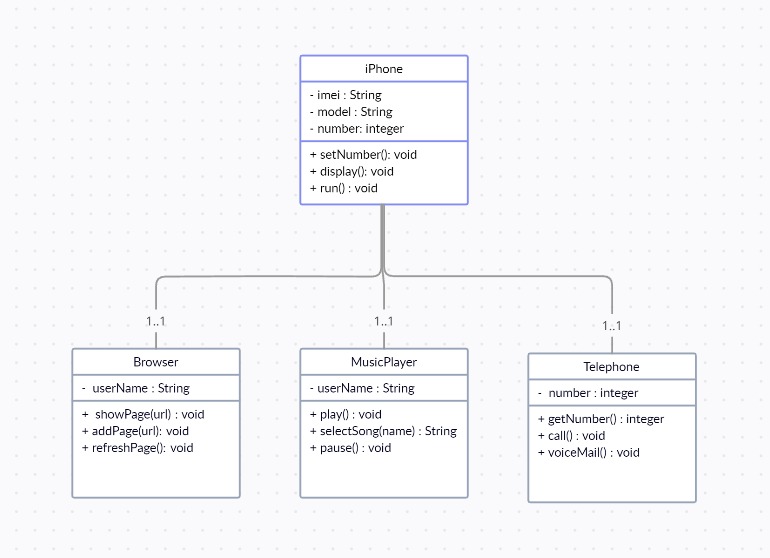 iPhone
- imei : String
- model : String
- number: integer
+ setNumber(): void
+ display(): void
+ run() : void
1..1
1..1
1..1
Browser
- userName : String
+ showPage(url) : void
+ addPage(url): void
+ refreshPage(): void
MusicPlayer
- userName : String
+ play() : void
+ selectSong(name) : String
+ pause() : void
Telephone
- number : integer
+ getNumber() : integer
+ call() : void
+ voiceMail() : void